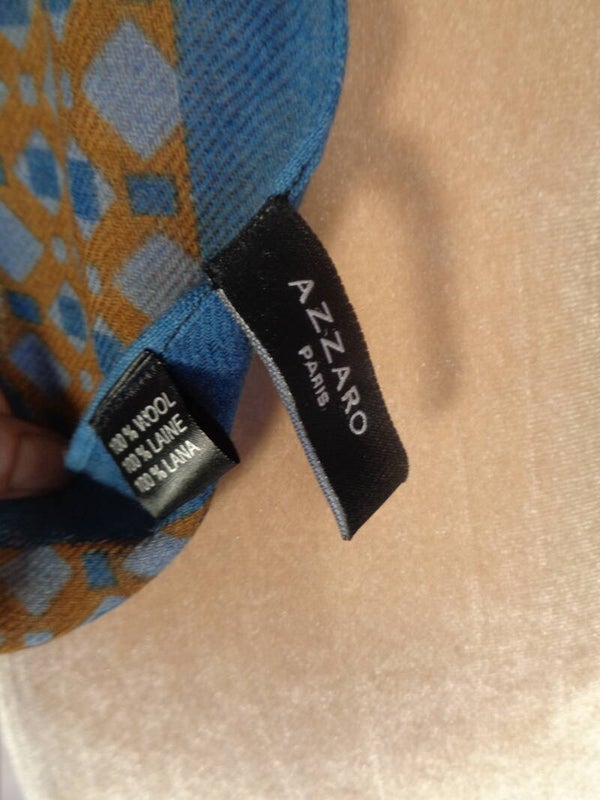 AZZARO
PARIS.
100% WOOL
100% LAINE
100% LANA